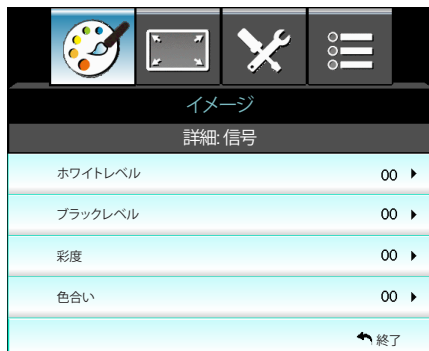 イメージ
詳細: 信号
ホワイトレベル 00
ブラックレベル 00
彩度 00
色合い 00
終了